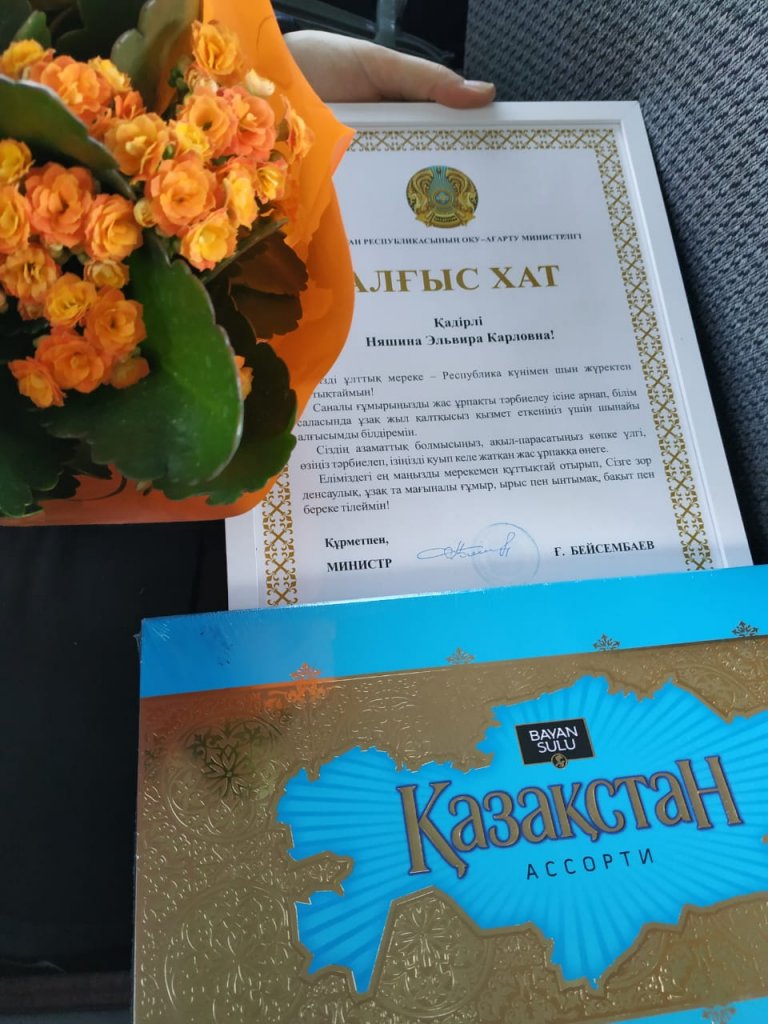 РЕСПУБЛИКАСЫНЫҢ ОҚУ-АҒАРТУ МИНИСТРЛІГІ
АЛҒЫС ХАТ
Қадірлі
Няшина Эльвира Карловна!
ұлттық мереке – Республика күнімен шын жүректен
Саналы ғұмырыңызды жас ұрпақты тәрбиелеу ісіне арнап, білім
саласында ұзақ жыл қалтқысыз қызмет еткеніңіз үшін шынайы
алғысымды білдіремін.
Сіздің азаматтық болмысыңыз, ақыл-парасатыңыз көпке үлгі,
өзіңіз тәрбиелеп, ізіңізді қуып келе жатқан жас ұрпаққа өнеге.
Еліміздегі ең маңызды мерекемен құттықтай отырып, Сізге зор
денсаулық, ұзақ та мағыналы ғұмыр, ырыс пен ынтымақ, бақыт пен
береке тілеймін!
Құрметпен,
МИНИСТР Ғ. БЕЙСЕМБАЕВ
BAYAN
SULU
Қазақстан
АССОРТИ